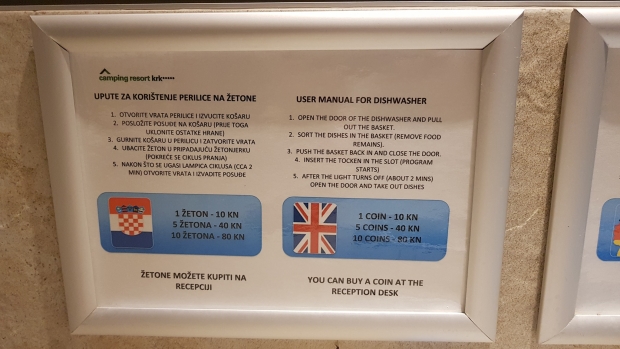 camping resort krk*****
UPUTE ZA KORIŠTENJE PERILICE NA ŽETONE
1. OTVORITE VRATA PERILICE I IZVUCITE KOŠARU
2. POSLOŽITE POSUĐE NA KOŠARU (PRIJE TOGA
UKLONITE OSTATKE HRANE)
3. GURNITE KOŠARU U PERILICU I ZATVORITE VRATA
4. UBACITE ŽETON U PRIPADAJUĆU ŽETONJERKU
(POKREĆE SE CIKLUS PRANJA)
5. NAKON ŠTO SE UGASI LAMPICA CIKLUSA (CCA 2
MIN) OTVORITE VRATA I IZVADITE POSUĐE
1 ŽETON - 10 KN
5 ŽETONA - 40 KN
10 ŽETONA - 80 KN
ŽETONE MOŽETE KUPITI NA
RECEPCIJI
USER MANUAL FOR DISHWASHER
1. OPEN THE DOOR OF THE DISHWASHER AND PULL
OUT THE BASKET.
2. SORT THE DISHES IN THE BASKET (REMOVE FOOD
REMAINS).
3. PUSH THE BASKET BACK IN AND CLOSE THE DOOR.
4. INSERT THE TOCKEN IN THE SLOT (PROGRAM
STARTS)
5. AFTER THE LIGHT TURNS OFF (ABOUT 2 MINS)
OPEN THE DOOR AND TAKE OUT DISHES
1 COIN - 10 KN
5 COINS - 40 KN
10 COINS - 80 KN
YOU CAN BUY A COIN AT THE
RECEPTION DESK